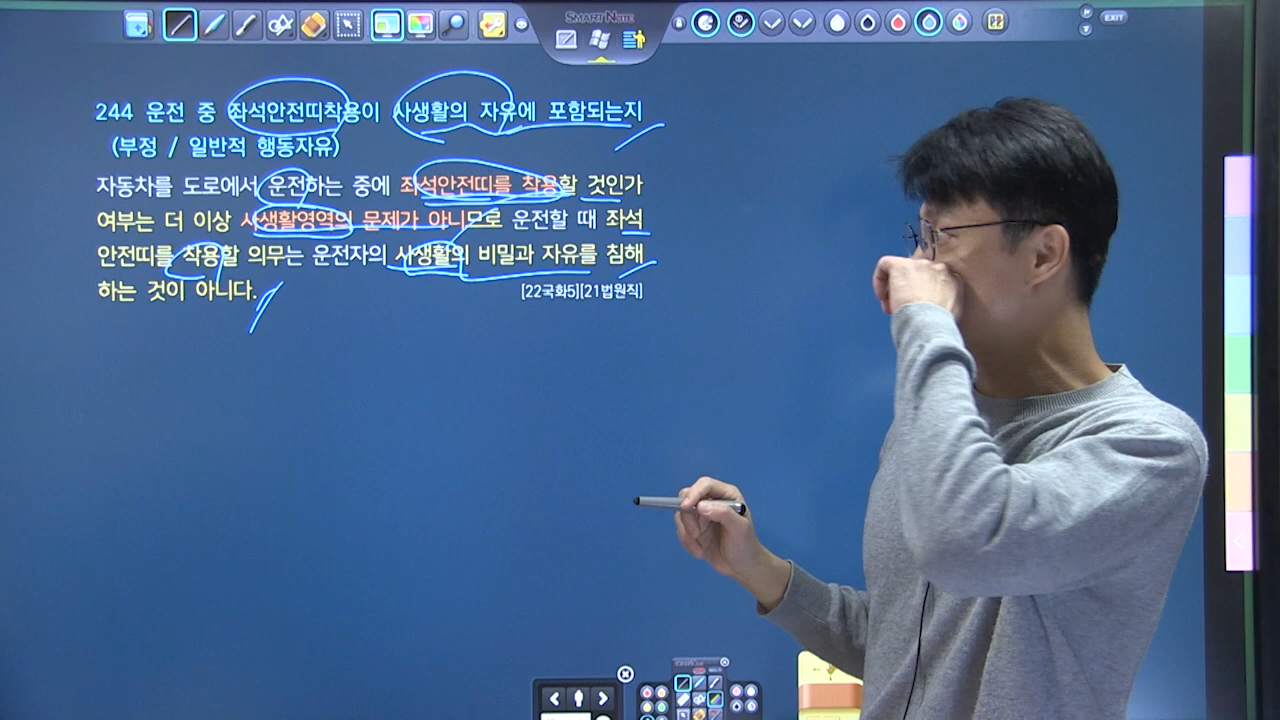 SMART NOTE
EXIT
244 운전 중 좌석안전띠착용이 사생활의 자유에 포함되는지
(부정 / 일반적 행동자유)
자동차를 도로에서 운전하는 중에 좌석안전띠를 착용할 것인가
여부는 더 이상 사생활영역의 문제가 아니므로 운전할 때 좌석
안전띠를 착용할 의무는 운전자의 사생활의 비밀과 자유를 침해
하는 것이 아니다.
[22국회5][21법원직]